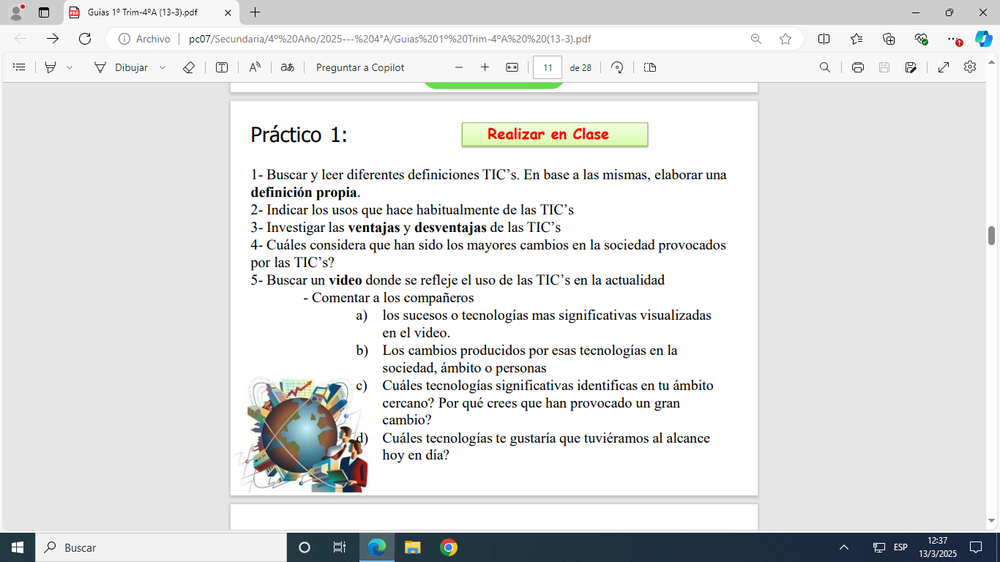 Guias 1º Trim-4ºA (13-3).pdf
Archivo
pc07/Secundaria/4º%20Año/2025---%204°A/Guias%201º%20Trim-4ºA%20%20(13-3).pdf
Dibujar
Preguntar a Copilot
11
de 28
Práctico 1:
Realizar en Clase
1- Buscar y leer diferentes definiciones TIC’s. En base a las mismas, elaborar una
definición propia.
2- Indicar los usos que hace habitualmente de las TIC’s
3- Investigar las ventajas y desventajas de las TIC’s
4- Cuáles considera que han sido los mayores cambios en la sociedad provocados
por las TIC’s?
5- Buscar un video donde se refleje el uso de las TIC’s en la actualidad
- Comentar a los compañeros
a) los sucesos o tecnologías mas significativas visualizadas
en el video.
b) Los cambios producidos por esas tecnologías en la
sociedad, ámbito o personas
c) Cuáles tecnologías significativas identificas en tu ámbito
cercano? Por qué crees que han provocado un gran
cambio?
d) Cuáles tecnologías te gustaría que tuviéramos al alcance
hoy en día?
Buscar
ESP
12:37
13/3/2025